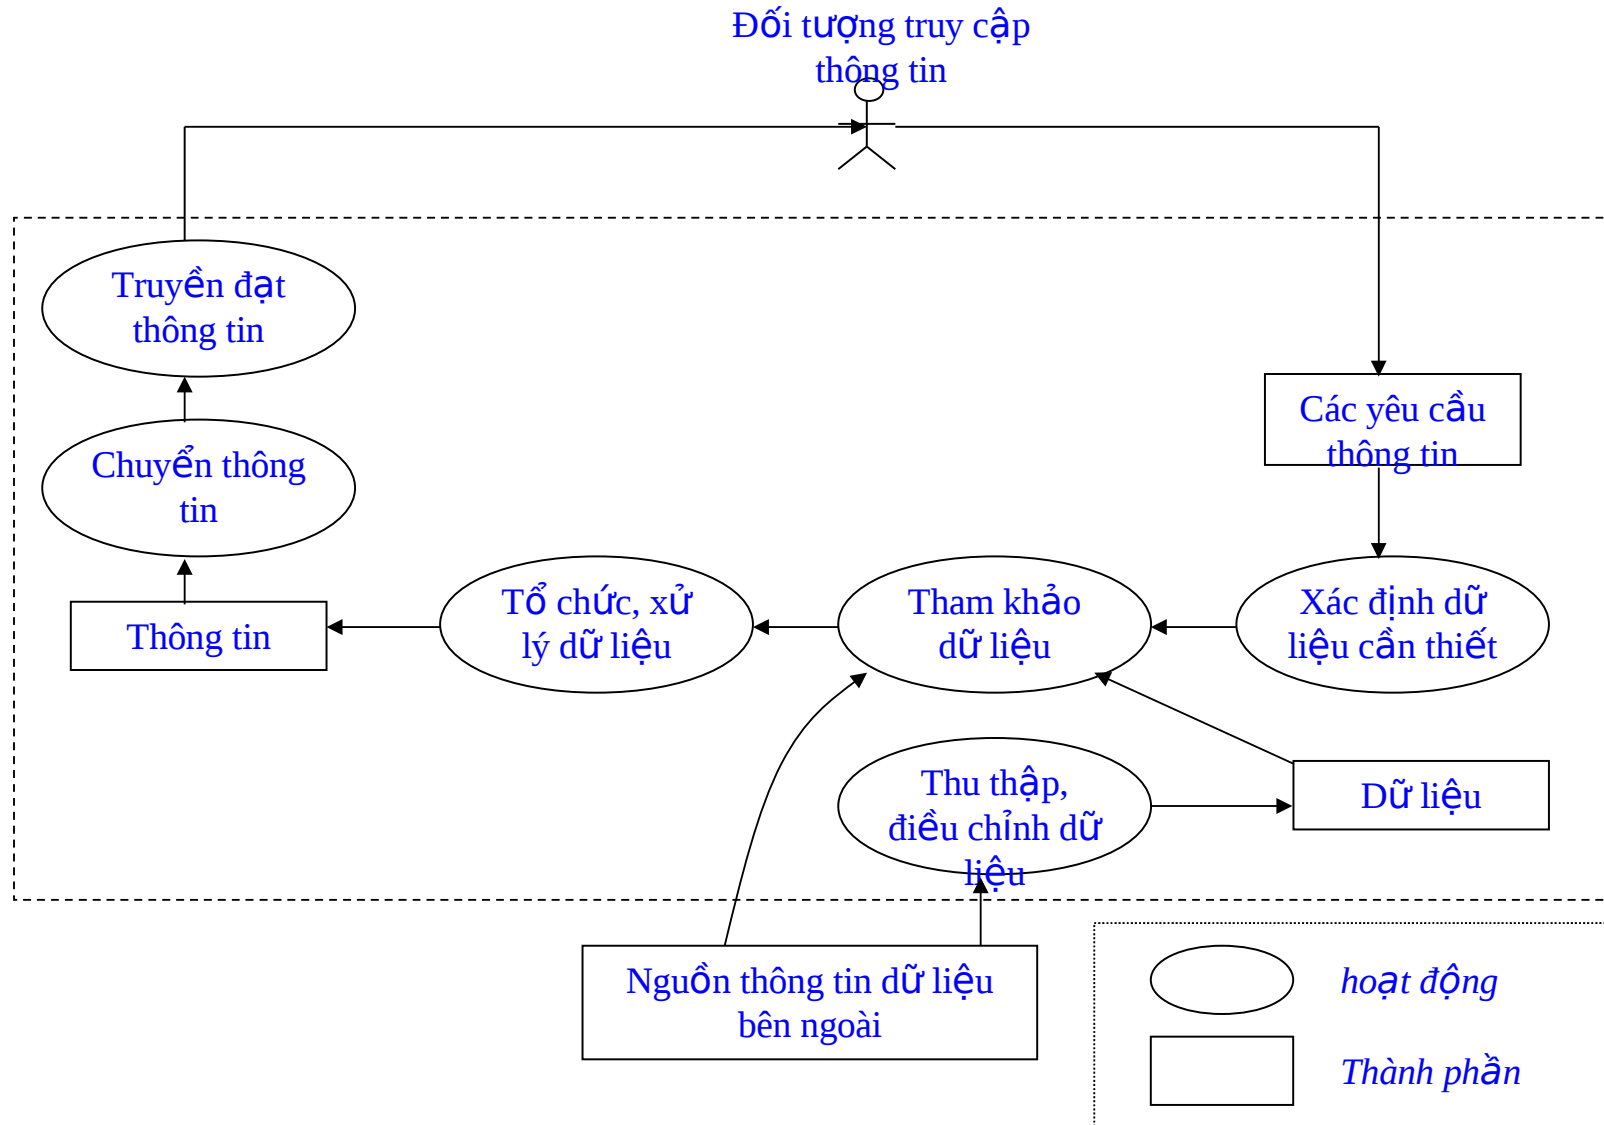 Đối tượng truy cập
thông tin
Truyền đạt
thông tin
Các yêu cầu
thông tin
Chuyển thông
tin
Thông tin
Tổ chức, xử
lý dữ liệu
Tham khảo
dữ liệu
Xác định dữ
liệu cần thiết
Thu thập,
điều chỉnh dữ
liệu
Dữ liệu
Nguồn thông tin dữ liệu
bên ngoài
hoạt động
Thành phần